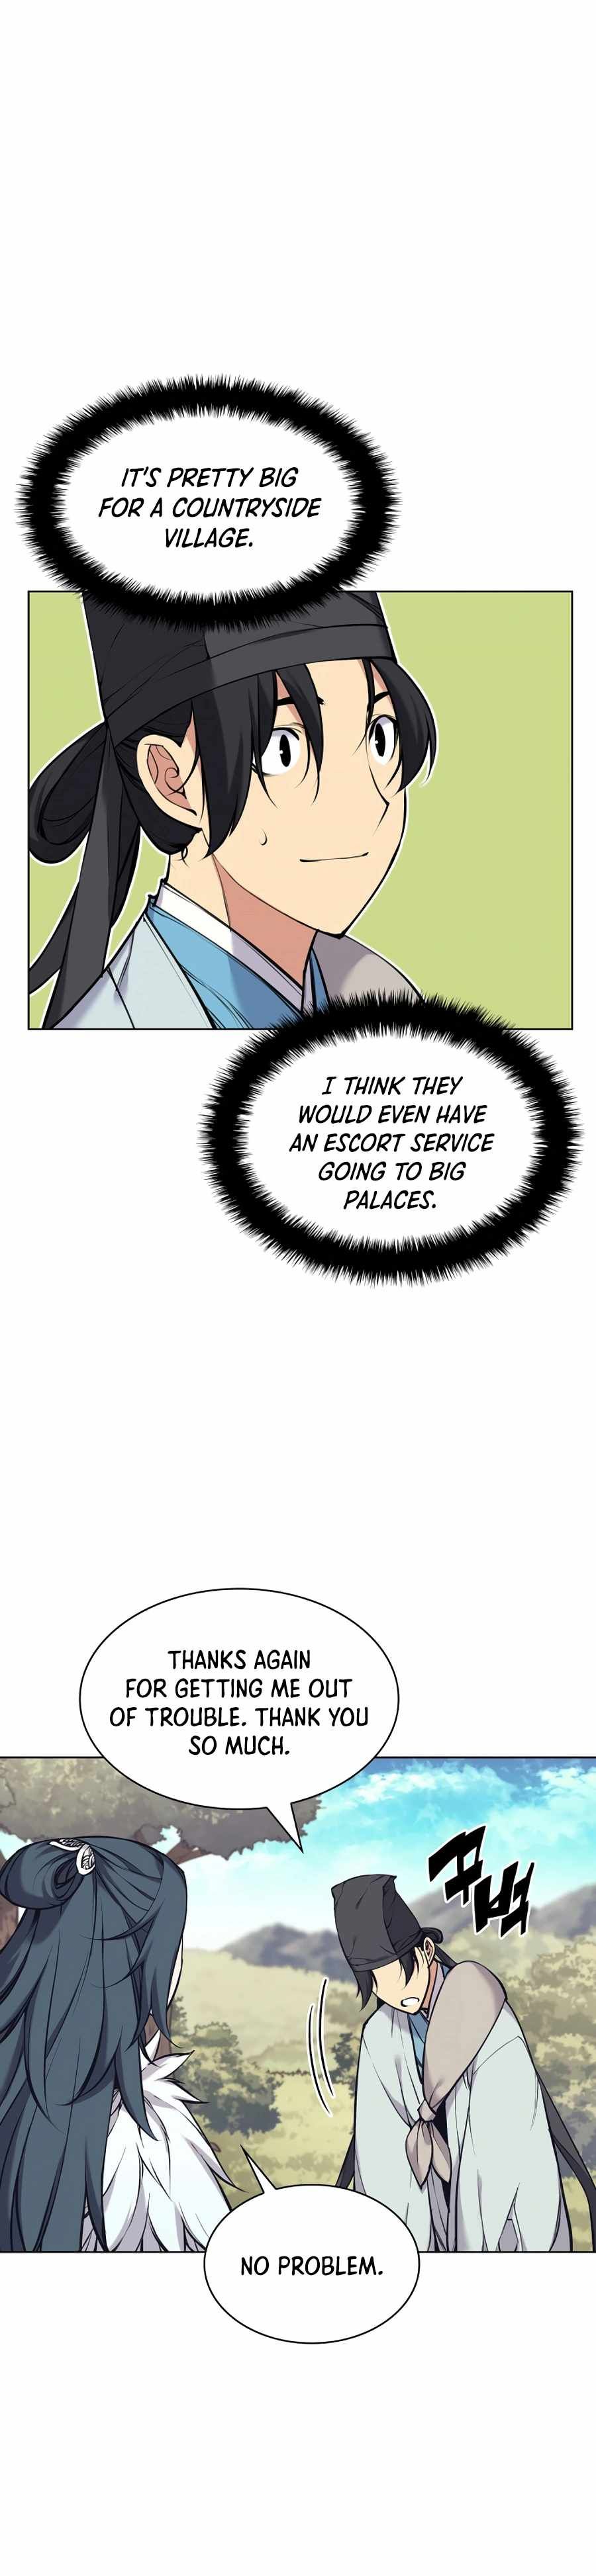 IT'S PRETTY BIG
FOR A COUNTRYSIDE
VILLAGE.
I THINK THEY
WOULD EVEN HAVE
AN ESCORT SERVICE
GOING TO BIG
PALACES.
THANKS AGAIN
FOR GETTING ME OUT
OF TROUBLE. THANK YOU
SO MUCH.
꾸벅
NO PROBLEM.